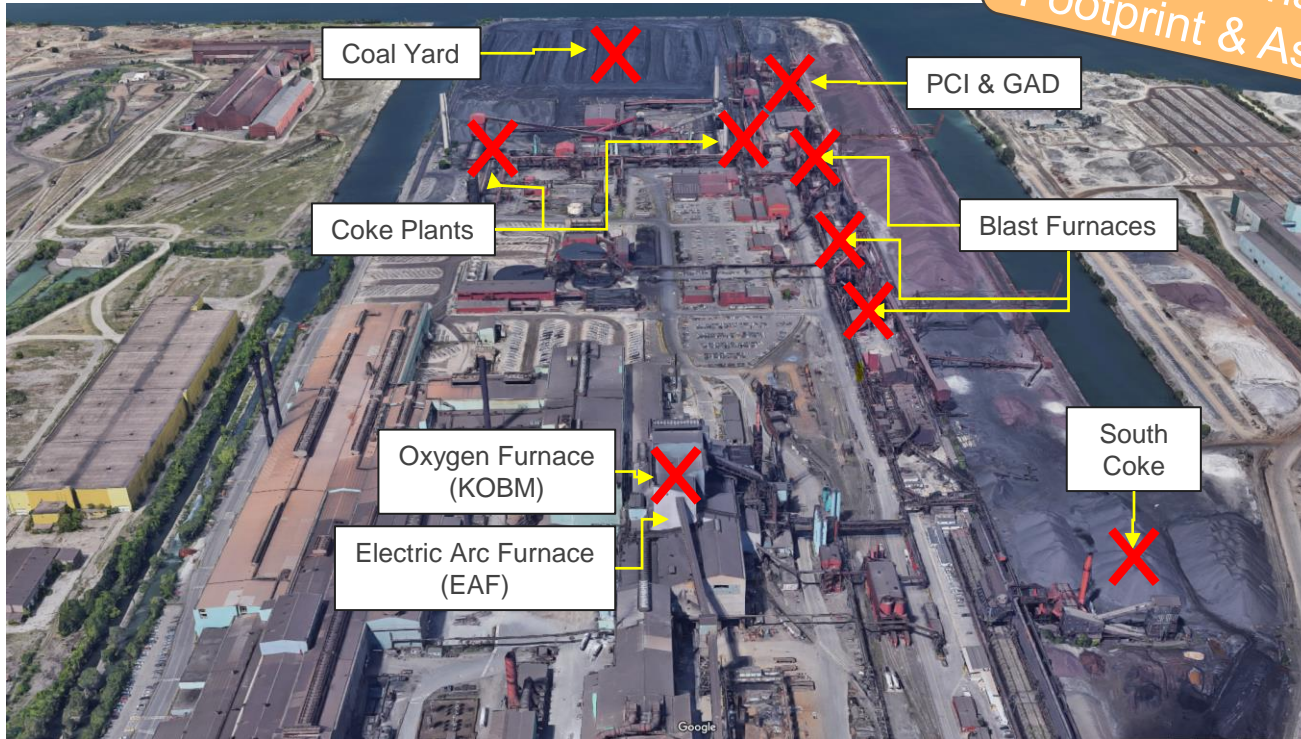 Footprint &
Coal Yard
PCI & GAD
Coke Plants
Blast Furnaces
Oxygen Furnace
(KOBM)
South
Coke
Electric Arc Furnace
(EAF)
Google